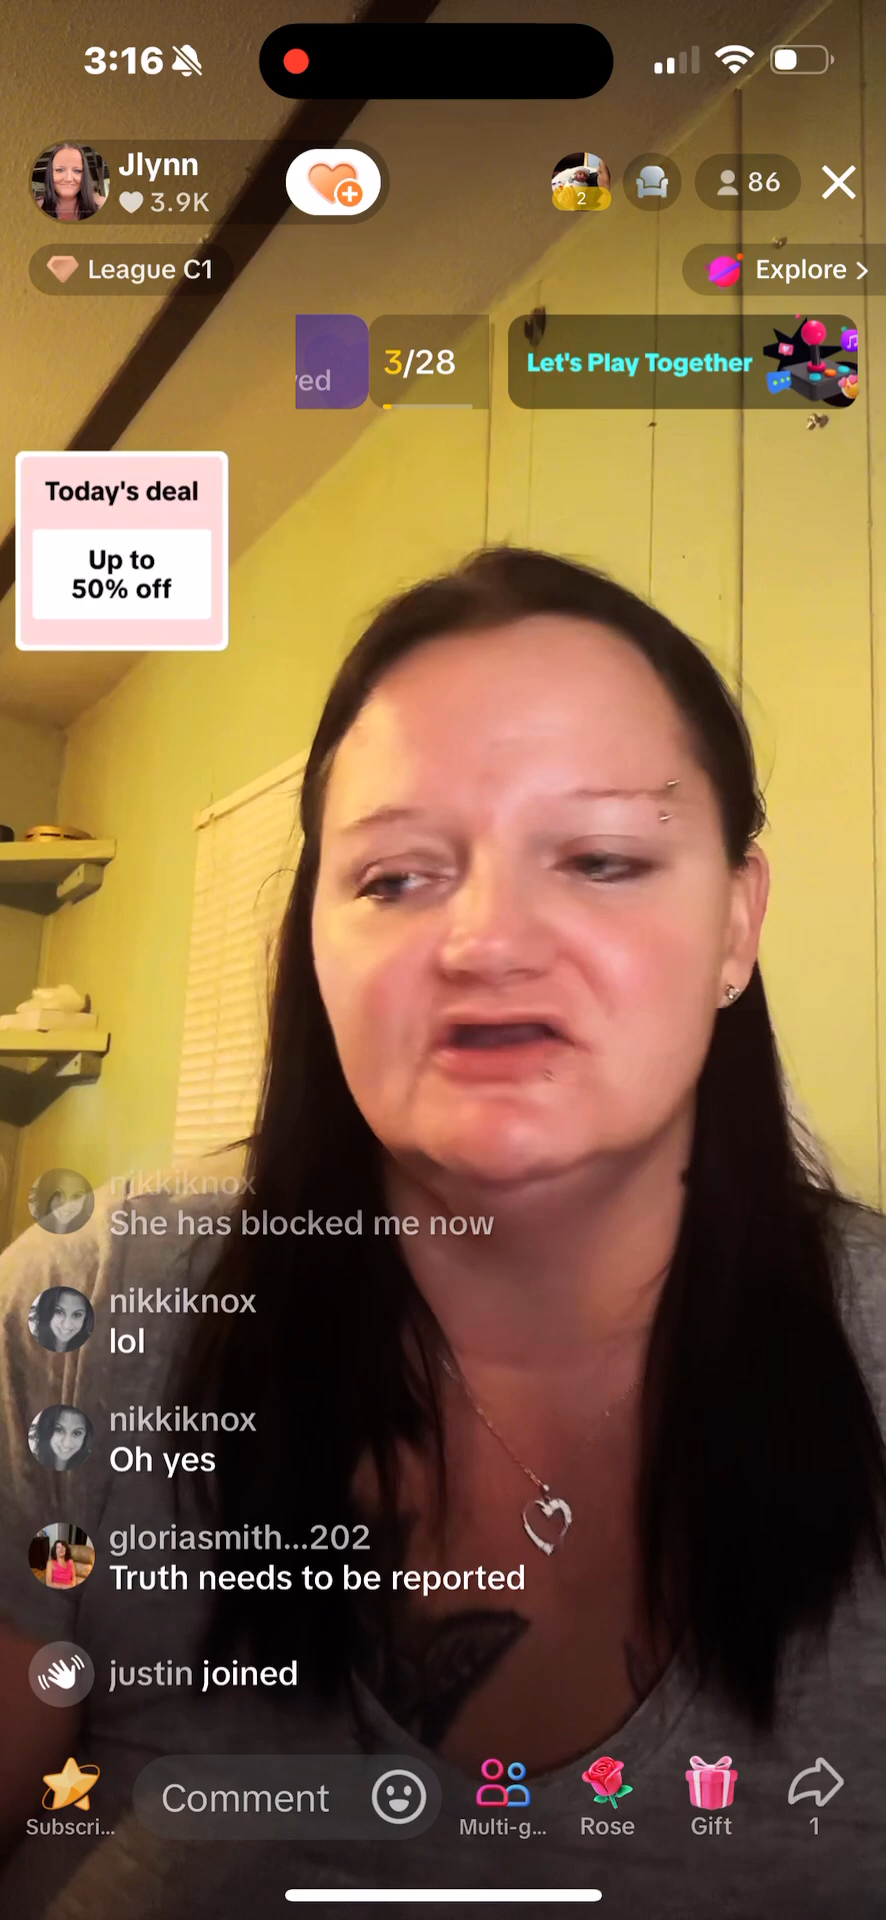 3:16
Jlynn
3.9K
2
86
League C1
Explore >
ed
3/28
Let's Play Together
Today's deal
Up to
50% off
nikkiknox
She has blocked me now
nikkiknox
lol
nikkiknox
Oh yes
gloriasmith...202
Truth needs to be reported
justin joined
Subscri...
Comment
Multi-g...
Rose
Gift
1